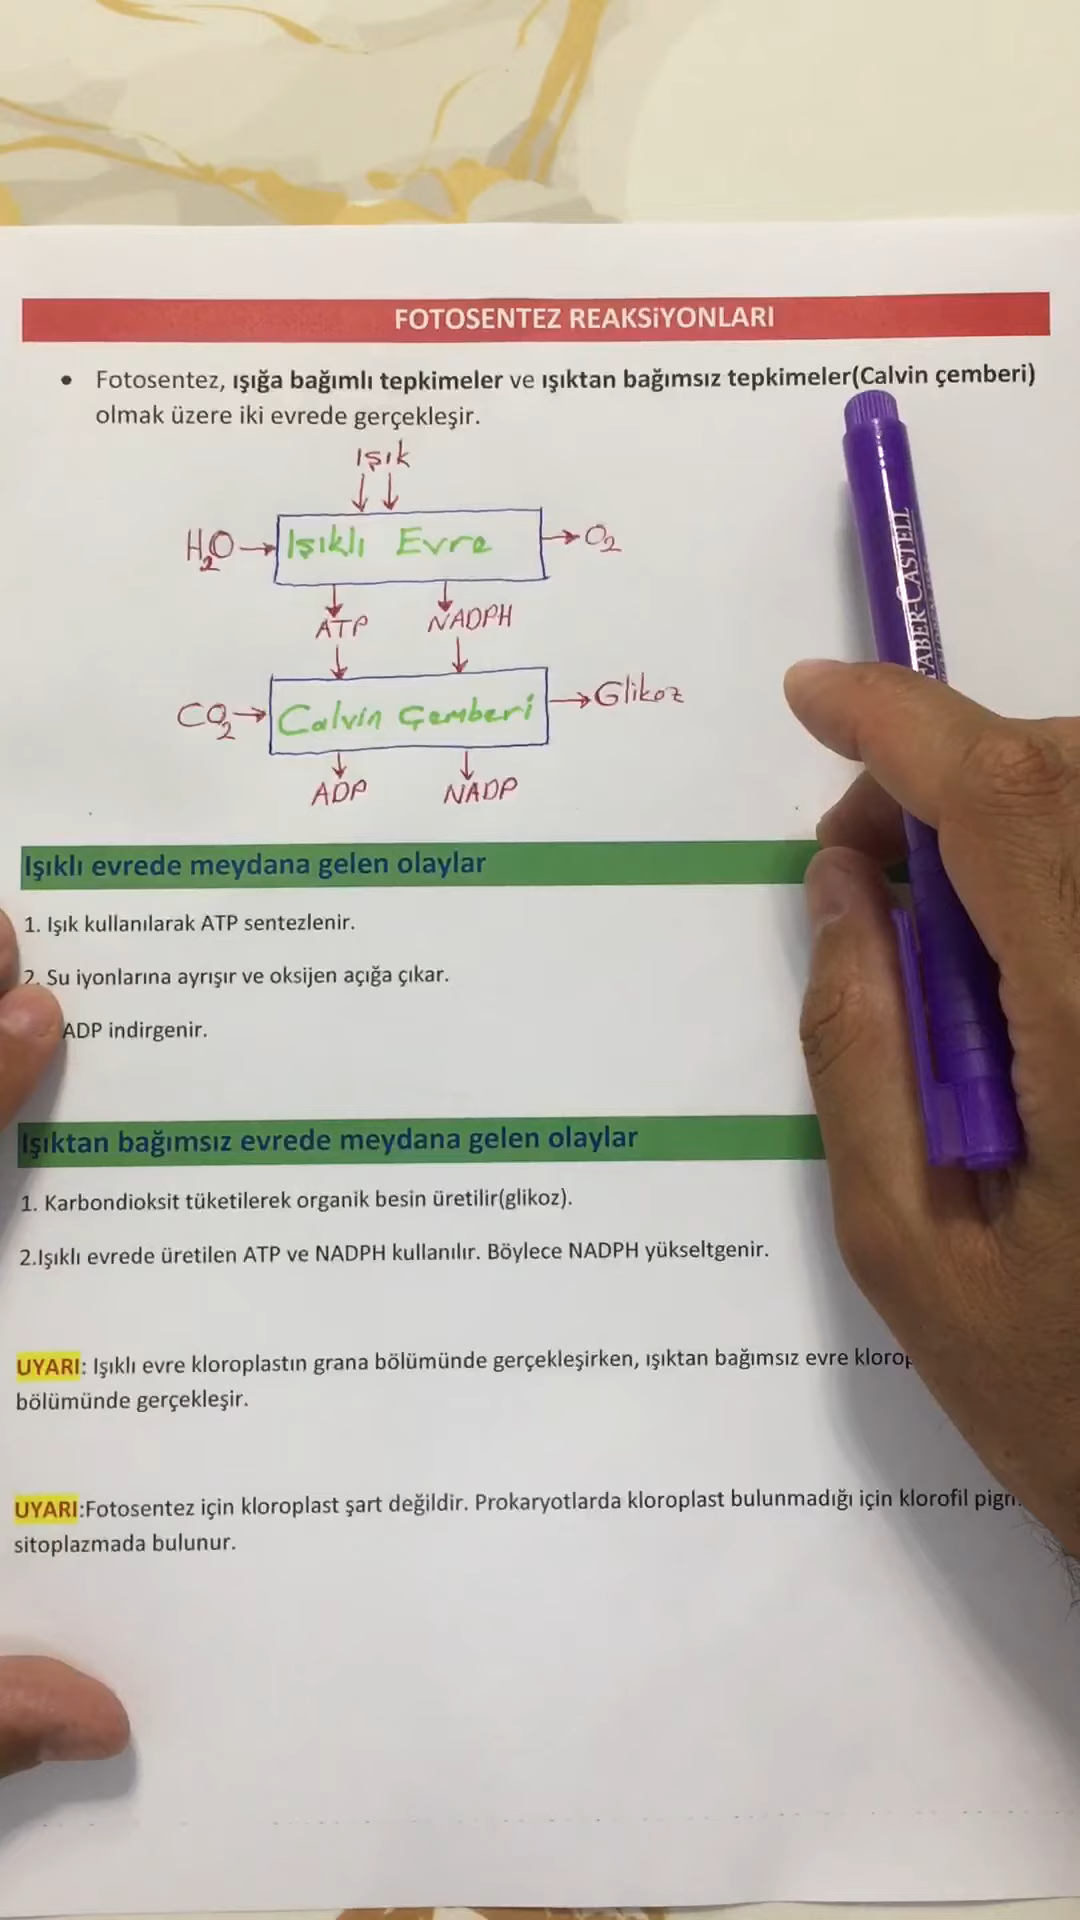 FOTOSENTEZ REAKSiYONLARI
• Fotosentez, ışığa bağımlı tepkimeler ve ışıktan bağımsız tepkimeler(Calvin çemberi)
olmak üzere iki evrede gerçekleşir.
Işık
H2O → Işıklı Evre → O2
ATP NADPH
CO2 → Calvin Çemberi → Glikoz
ADP NADP
FABER-CASTELL
Işıklı evrede meydana gelen olaylar
1. Işık kullanılarak ATP sentezlenir.
2. Su iyonlarına ayrışır ve oksijen açığa çıkar.
ADP indirgenir.
Işıktan bağımsız evrede meydana gelen olaylar
1. Karbondioksit tüketilerek organik besin üretilir(glikoz).
2.Işıklı evrede üretilen ATP ve NADPH kullanılır. Böylece NADPH yükseltgenir.
UYARI: Işıklı evre kloroplastın grana bölümünde gerçekleşirken, ışıktan bağımsız evre
bölümünde gerçekleşir.
UYARI:Fotosentez için kloroplast şart değildir. Prokaryotlarda kloroplast bulunmadığı için klorofil
sitoplazmada bulunur.